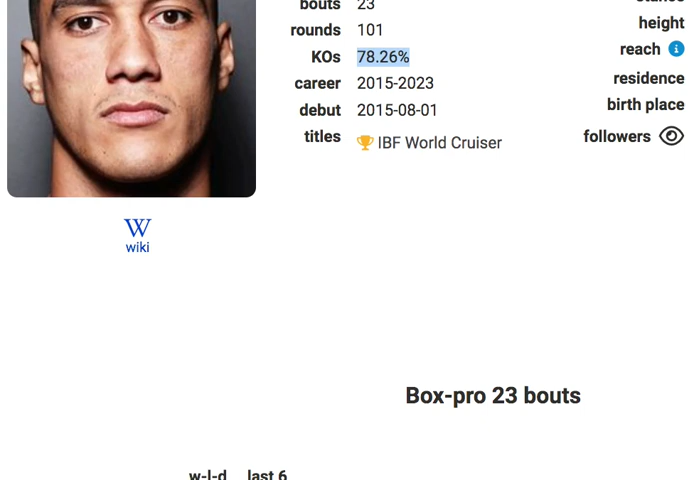 bouts 23
rounds 101
height
KOs 78.26%
reach
career 2015-2023
residence
debut 2015-08-01
birth place
titles IBF World Cruiser
followers
W
wiki
Box-pro 23 bouts
w-l-d last 6